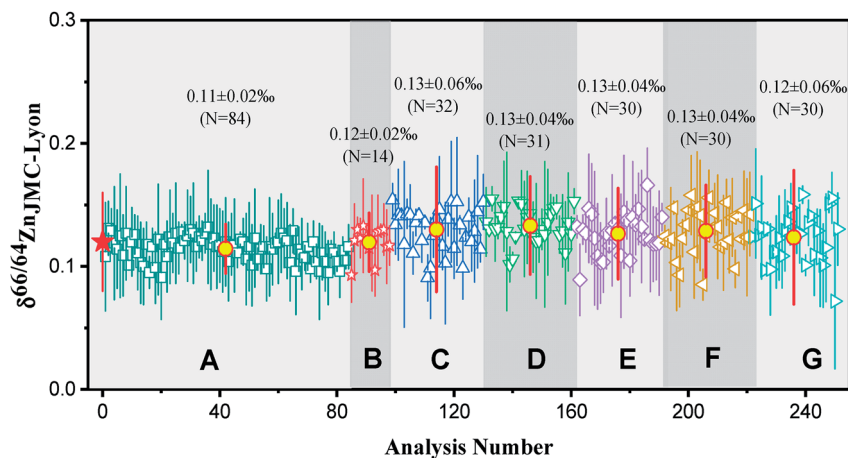 0.3
0.2
0.1
0.0
δ66/64ZnJMC-Lyon
0.11±0.02‰
(N=84)
0.12±0.02‰
(N=14)
0.13±0.06‰
(N=32)
0.13±0.04‰
(N=31)
0.13±0.04‰
(N=30)
0.13±0.04‰
(N=30)
0.12±0.06‰
(N=30)
A B C D E F G
0 40 80 120 160 200 240
Analysis Number